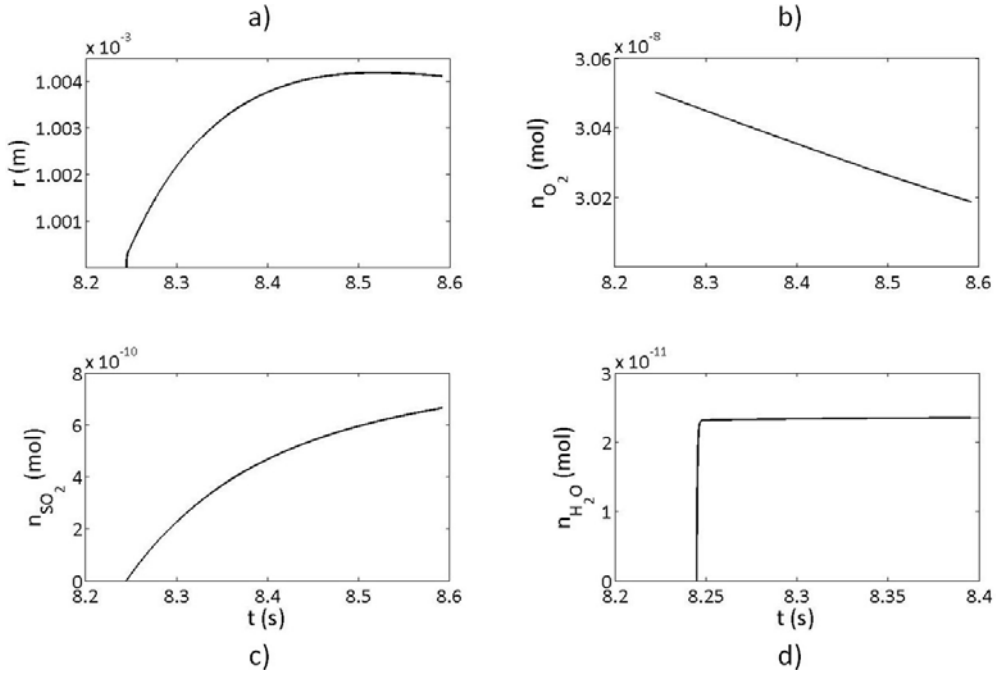 a)
x 10^-3
1.004
1.003
1.002
1.001
r (m)
8.2 8.3 8.4 8.5 8.6
b)
x 10^-8
3.06
3.04
3.02
n_O_2 (mol)
8.2 8.3 8.4 8.5 8.6
x 10^-10
8
6
4
2
0
n_SO_2 (mol)
8.2 8.3 8.4 8.5 8.6
t (s)
c)
x 10^-11
3
2
1
0
n_H_2O (mol)
8.2 8.25 8.3 8.35 8.4
t (s)
d)